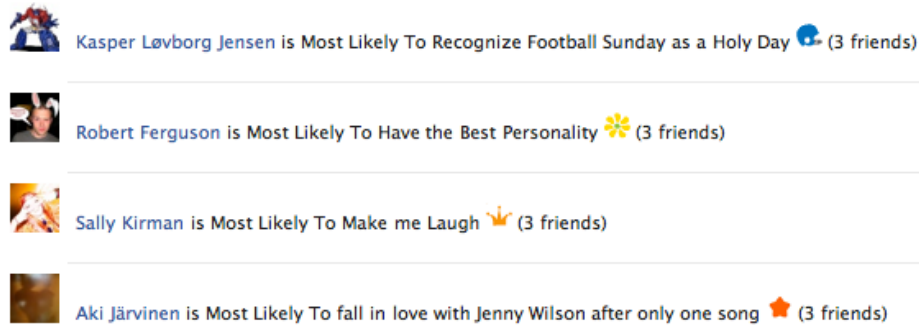 Kasper Løvborg Jensen is Most Likely To Recognize Football Sunday as a Holy Day (3 friends)
Robert Ferguson is Most Likely To Have the Best Personality (3 friends)
Sally Kirman is Most Likely To Make me Laugh (3 friends)
Aki Järvinen is Most Likely To fall in love with Jenny Wilson after only one song (3 friends)